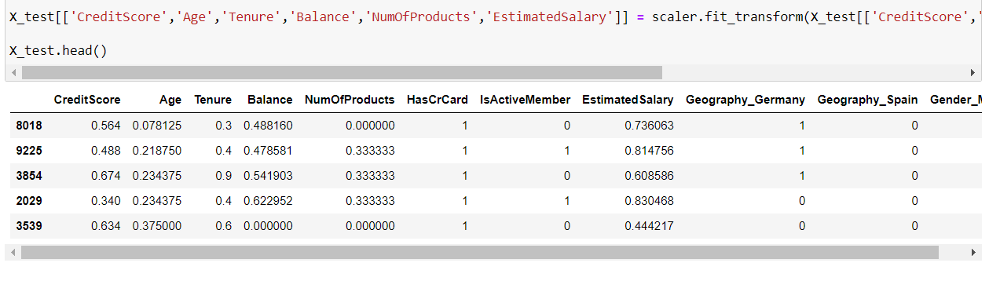 X_test[['CreditScore','Age','Tenure','Balance','NumOfProducts','EstimatedSalary']] = scaler.fit_transform(X_test[['CreditScore','
X_test.head()
CreditScore Age Tenure Balance NumOfProducts HasCrCard IsActiveMember EstimatedSalary Geography_Germany Geography_Spain Gender_M
8018 0.564 0.078125 0.3 0.488160 0.000000 1 0 0.736063 1 0
9225 0.488 0.218750 0.4 0.478581 0.333333 1 1 0.814756 1 0
3854 0.674 0.234375 0.9 0.541903 0.333333 1 0 0.608586 1 0
2029 0.340 0.234375 0.4 0.622952 0.333333 1 1 0.830468 0 0
3539 0.634 0.375000 0.6 0.000000 0.000000 1 0 0.444217 0 0